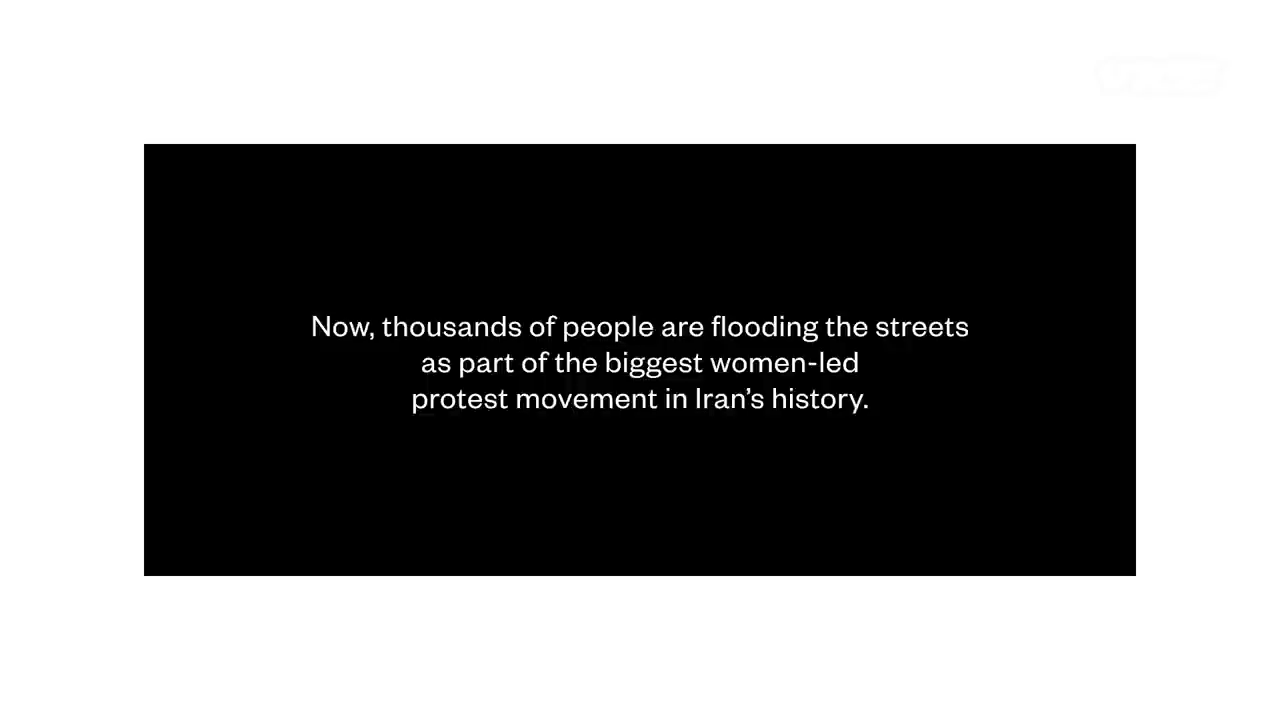 Now, thousands of people are flooding the streets
as part of the biggest women-led
protest movement in Iran's history.